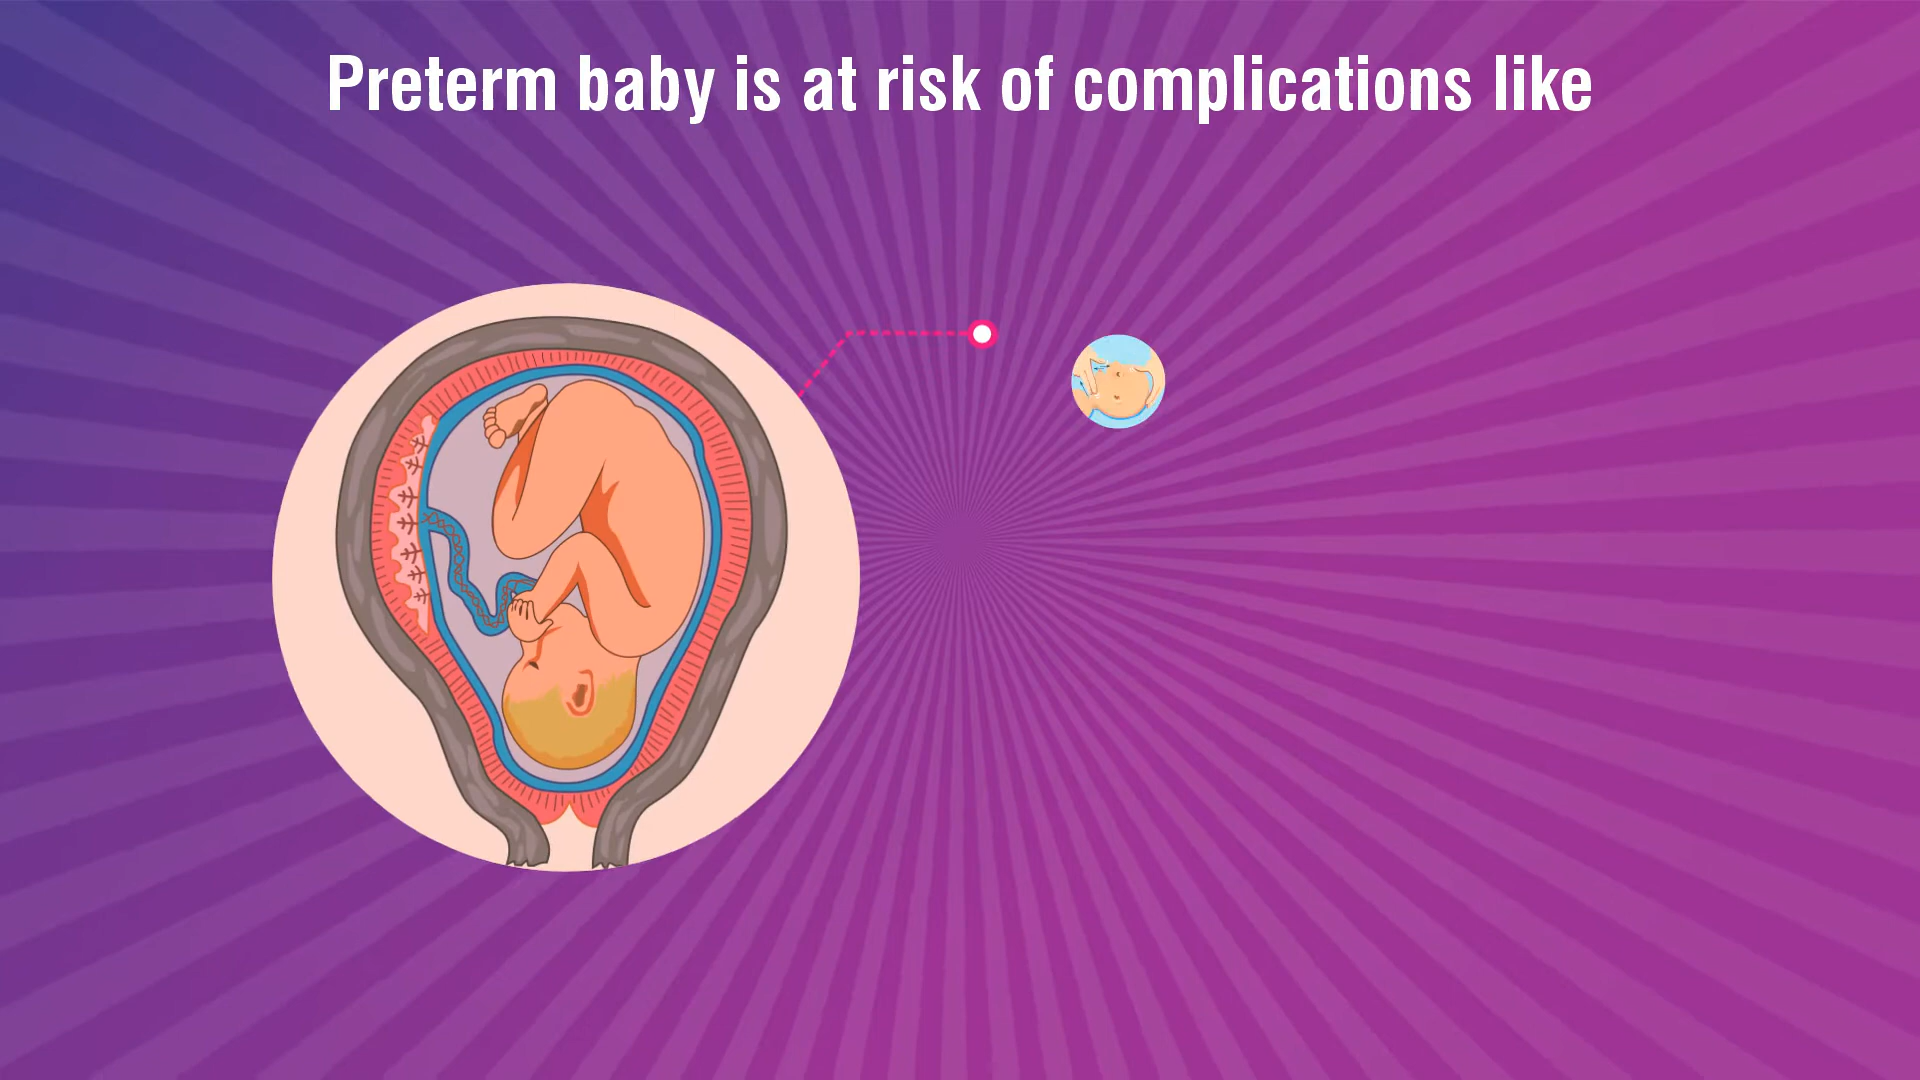 Preterm baby is at risk of complications like